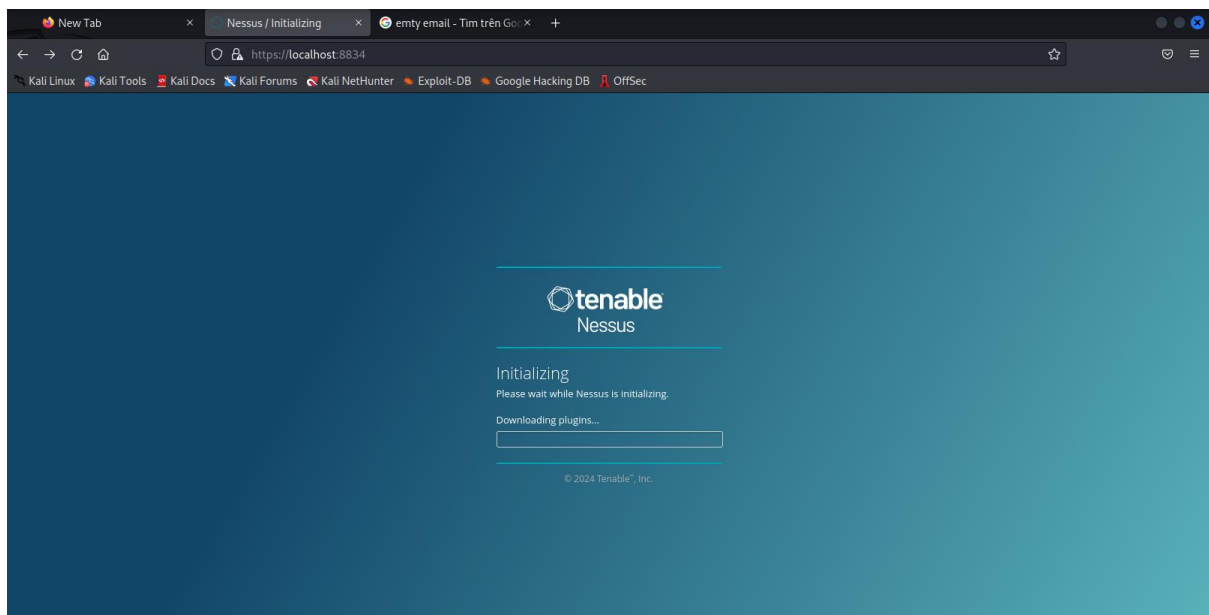 New Tab
Nessus / Initializing
emty email - Tìm trên Goo
https://localhost:8834
Kali Linux Kali Tools Kali Docs Kali Forums Kali NetHunter Exploit-DB Google Hacking DB OffSec
tenable
Nessus
Initializing
Please wait while Nessus is initializing.
Downloading plugins...
© 2024 Tenable™, Inc.